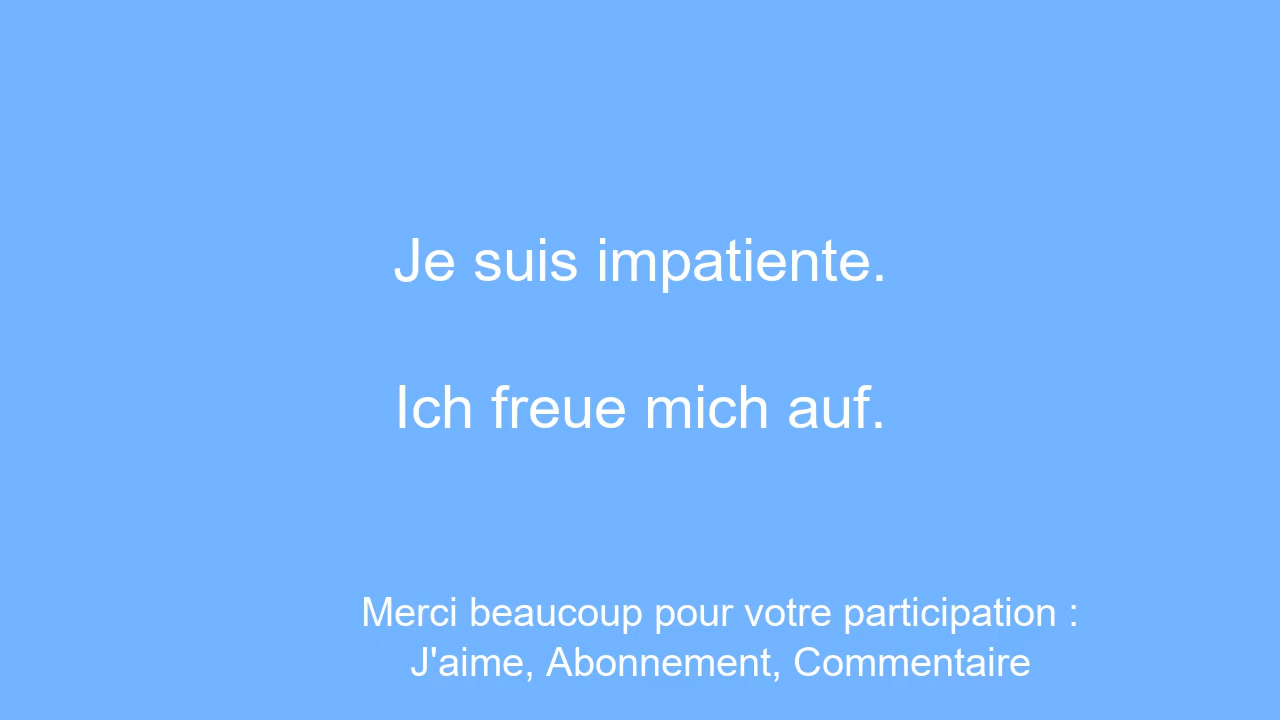 Je suis impatiente.
Ich freue mich auf.
Merci beaucoup pour votre participation :
J'aime, Abonnement, Commentaire